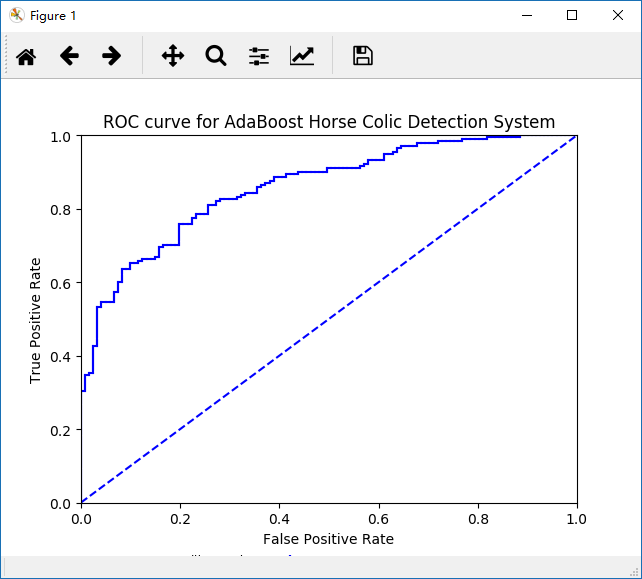 Figure 1
ROC curve for AdaBoost Horse Colic Detection System
1.0
0.8
0.6
0.4
0.2
0.0
True Positive Rate
0.0 0.2 0.4 0.6 0.8 1.0
False Positive Rate